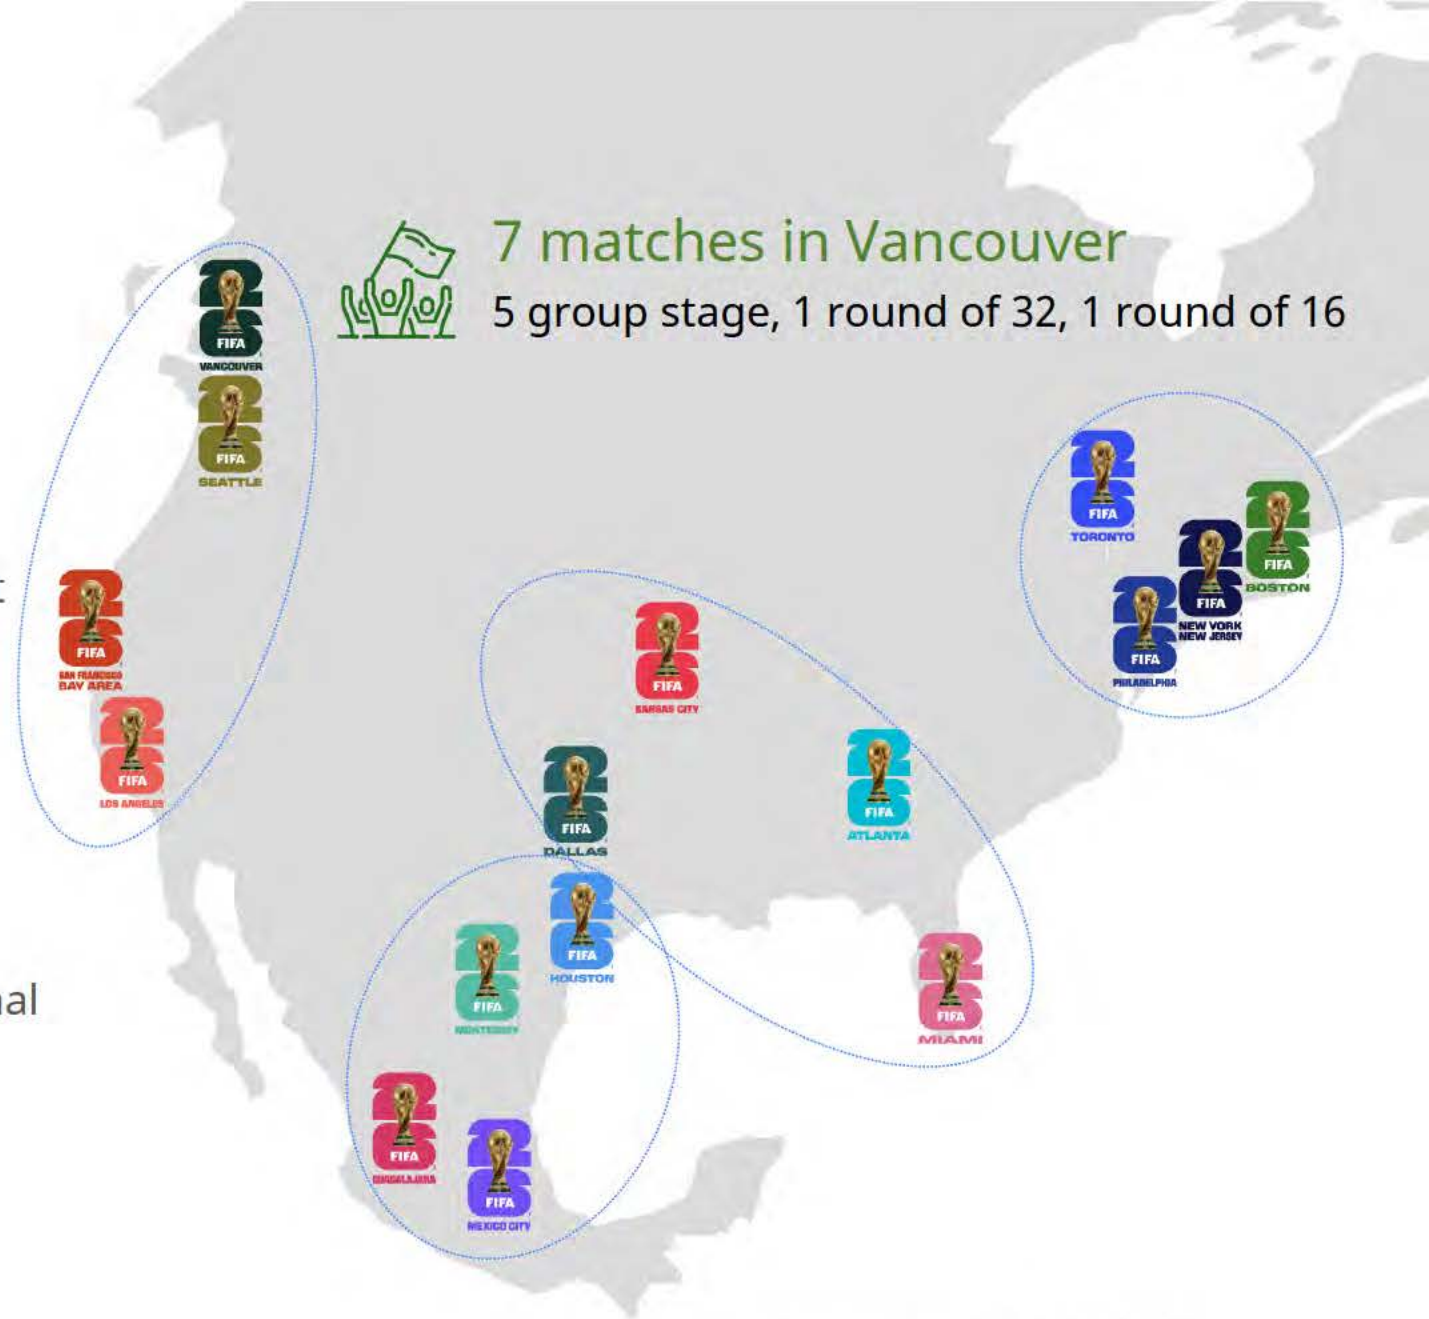 7 matches in Vancouver
5 group stage, 1 round of 32, 1 round of 16
FIFA
VANCOUVER
FIFA
SEATTLE
FIFA
TORONTO
FIFA
BOSTON
FIFA
NEW YORK
NEW JERSEY
FIFA
PHILADELPHIA
t
FIFA
SAN FRANCISCO
BAY AREA
FIFA
LOS ANGELES
FIFA
KANSAS CITY
FIFA
DALLAS
FIFA
ATLANTA
FIFA
HOUSTON
FIFA
MONTERREY
FIFA
MIAMI
nal
FIFA
GUADALAJARA
FIFA
MEXICO CITY